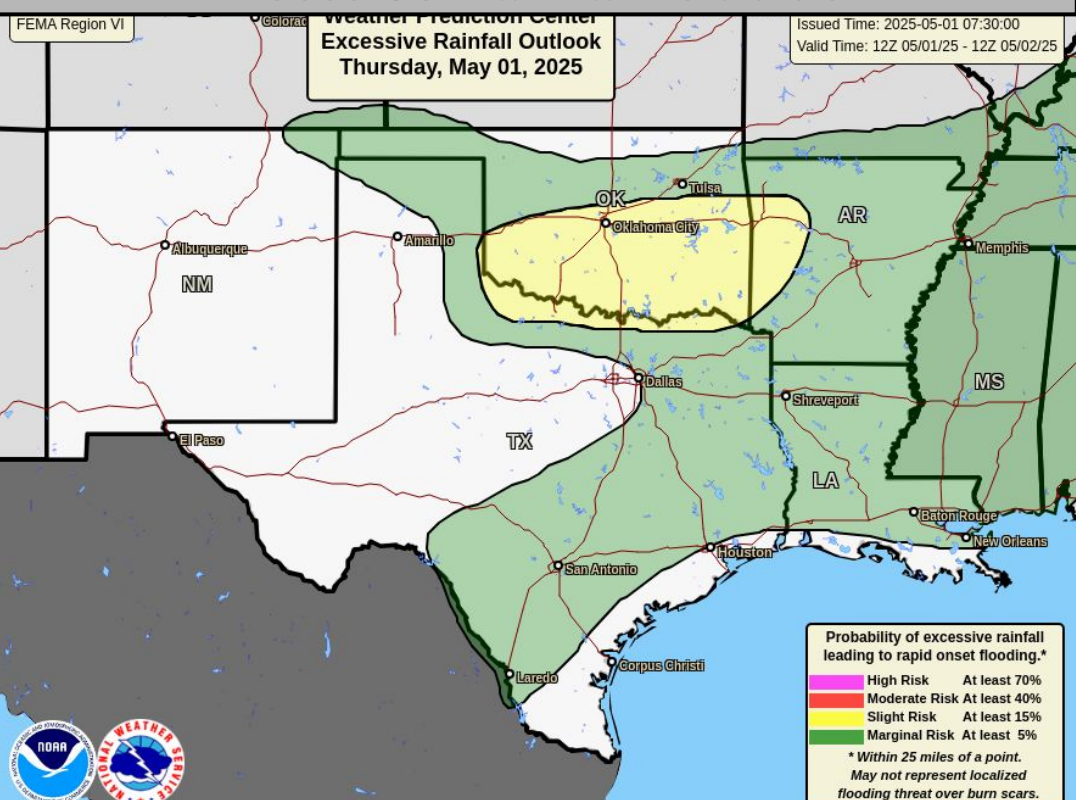 FEMA Region VI
Weather Prediction Center
Excessive Rainfall Outlook
Thursday, May 01, 2025
Issued Time: 2025-05-01 07:30:00
Valid Time: 12Z 05/01/25 - 12Z 05/02/25
Colorad
Tulsa
OK
Oklahoma City
AR
Amarillo
Albuquerque
Memphis
NM
Dallas
MS
Shreveport
El Paso
TX
LA
Baton Rouge
New Orleans
Houston
San Antonio
Corpus Christi
Laredo
Probability of excessive rainfall
leading to rapid onset flooding.*
High Risk At least 70%
Moderate Risk At least 40%
Slight Risk At least 15%
Marginal Risk At least 5%
* Within 25 miles of a point.
May not represent localized
flooding threat over burn scars.
NOAA
NATIONAL WEATHER SERVICE